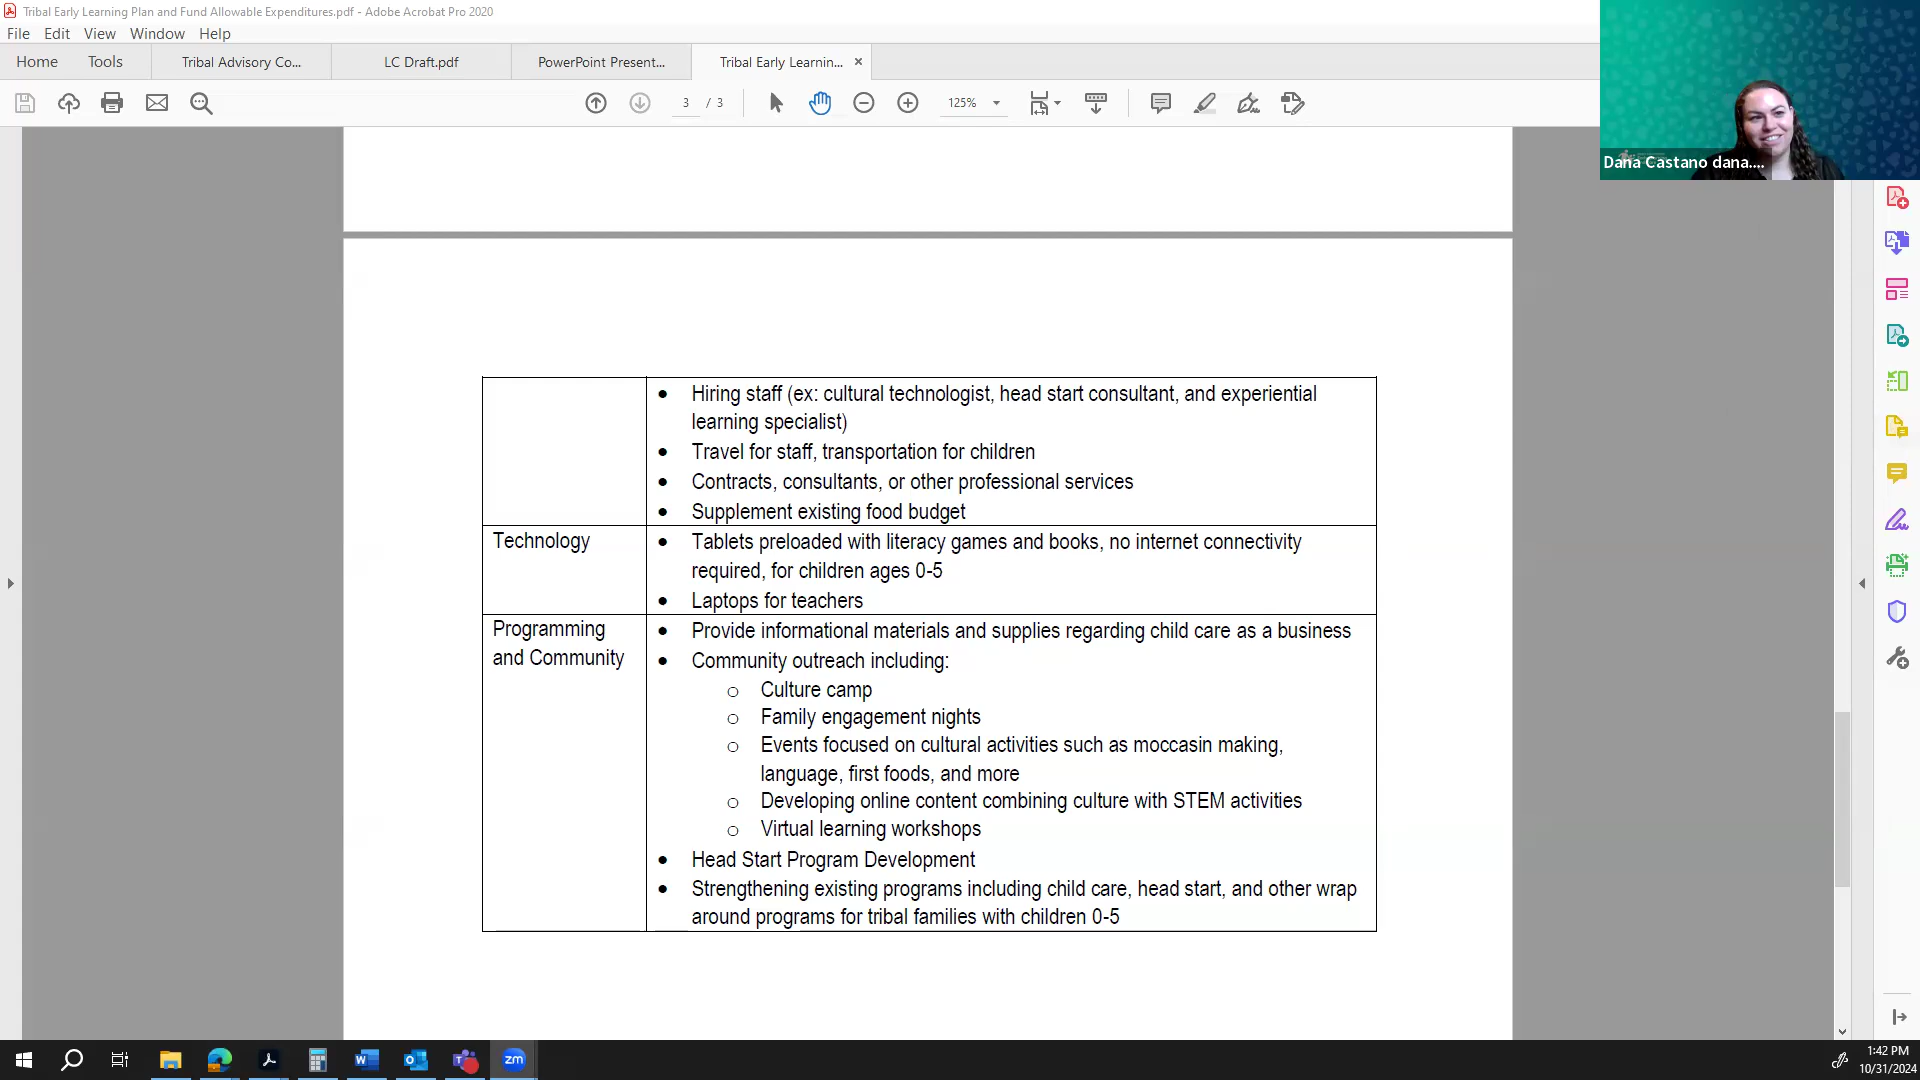 Tribal Early Learning Plan and Fund Allowable Expenditures.pdf - Adobe Acrobat Pro 2020
File Edit View Window Help
Home Tools Tribal Advisory Co... LC Draft.pdf PowerPoint Present... Tribal Early Learnin... ×
3 / 3 125%
Dana Castano dana....
• Hiring staff (ex: cultural technologist, head start consultant, and experiential
learning specialist)
• Travel for staff, transportation for children
• Contracts, consultants, or other professional services
• Supplement existing food budget
Technology
• Tablets preloaded with literacy games and books, no internet connectivity
required, for children ages 0-5
• Laptops for teachers
Programming
and Community
• Provide informational materials and supplies regarding child care as a business
• Community outreach including:
o Culture camp
o Family engagement nights
o Events focused on cultural activities such as moccasin making,
language, first foods, and more
o Developing online content combining culture with STEM activities
o Virtual learning workshops
• Head Start Program Development
• Strengthening existing programs including child care, head start, and other wrap
around programs for tribal families with children 0-5
zm
1:42 PM
10/31/2024